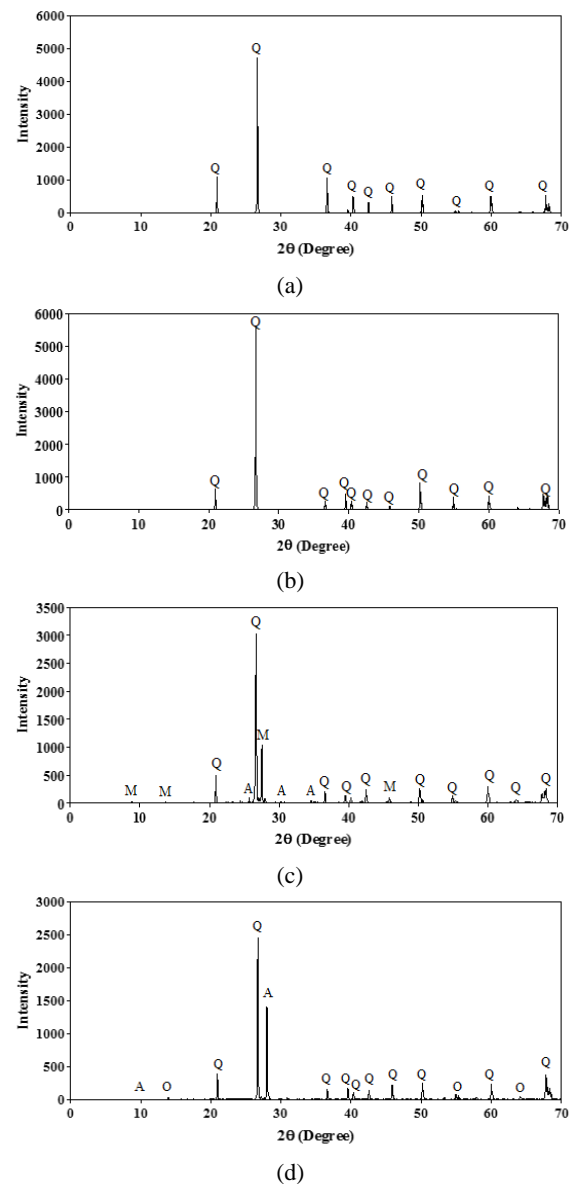 6000
Q
5000
4000
Intensity
3000
2000
Q Q
1000
Q Q Q Q Q Q Q
0
0 10 20 30 40 50 60 70
2θ (Degree)
(a)
6000
Q
5000
4000
Intensity
3000
2000
1000
Q Q Q Q Q Q Q Q Q Q
0
0 10 20 30 40 50 60 70
2θ (Degree)
(b)
3500
Q
3000
2500
Intensity
2000
1500
M
1000
Q
500
M M A A A Q Q Q M Q Q Q Q Q
0
0 10 20 30 40 50 60 70
2θ (Degree)
(c)
3000
Q
2500
2000
Intensity
A
1500
1000
Q Q
500
A O Q Q Q Q Q Q O Q O
0
0 10 20 30 40 50 60 70
2θ (Degree)
(d)